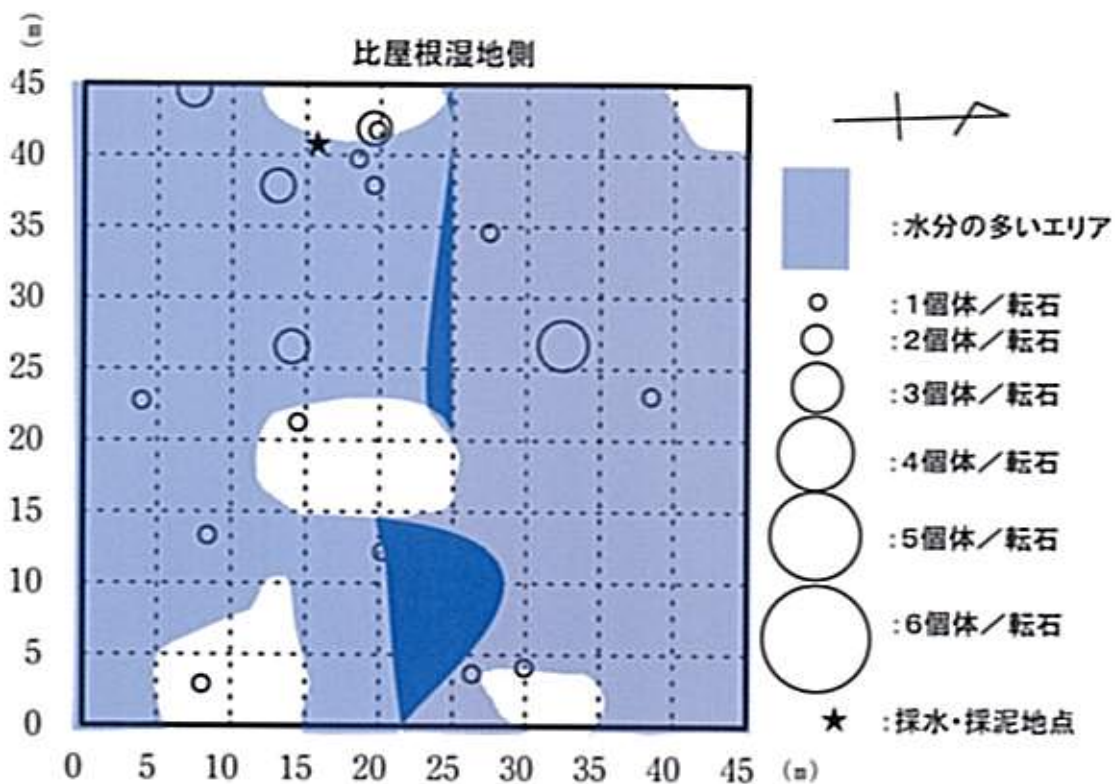 (m)
比屋根湿地側
45
40
35
30
25
20
15
10
5
0
0 5 10 15 20 25 30 35 40 45 (m)
:水分の多いエリア
:1個体/転石
:2個体/転石
:3個体/転石
:4個体/転石
:5個体/転石
:6個体/転石
★ :採水・採泥地点